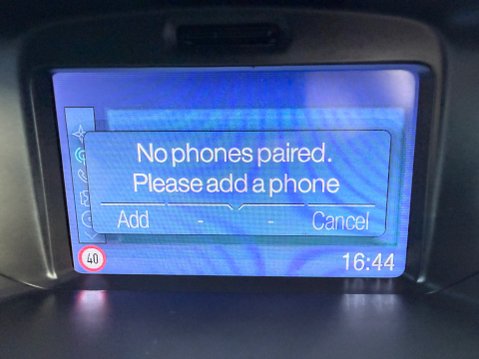 No phones paired.
Please add a phone
Add - - Cancel
40
16:44